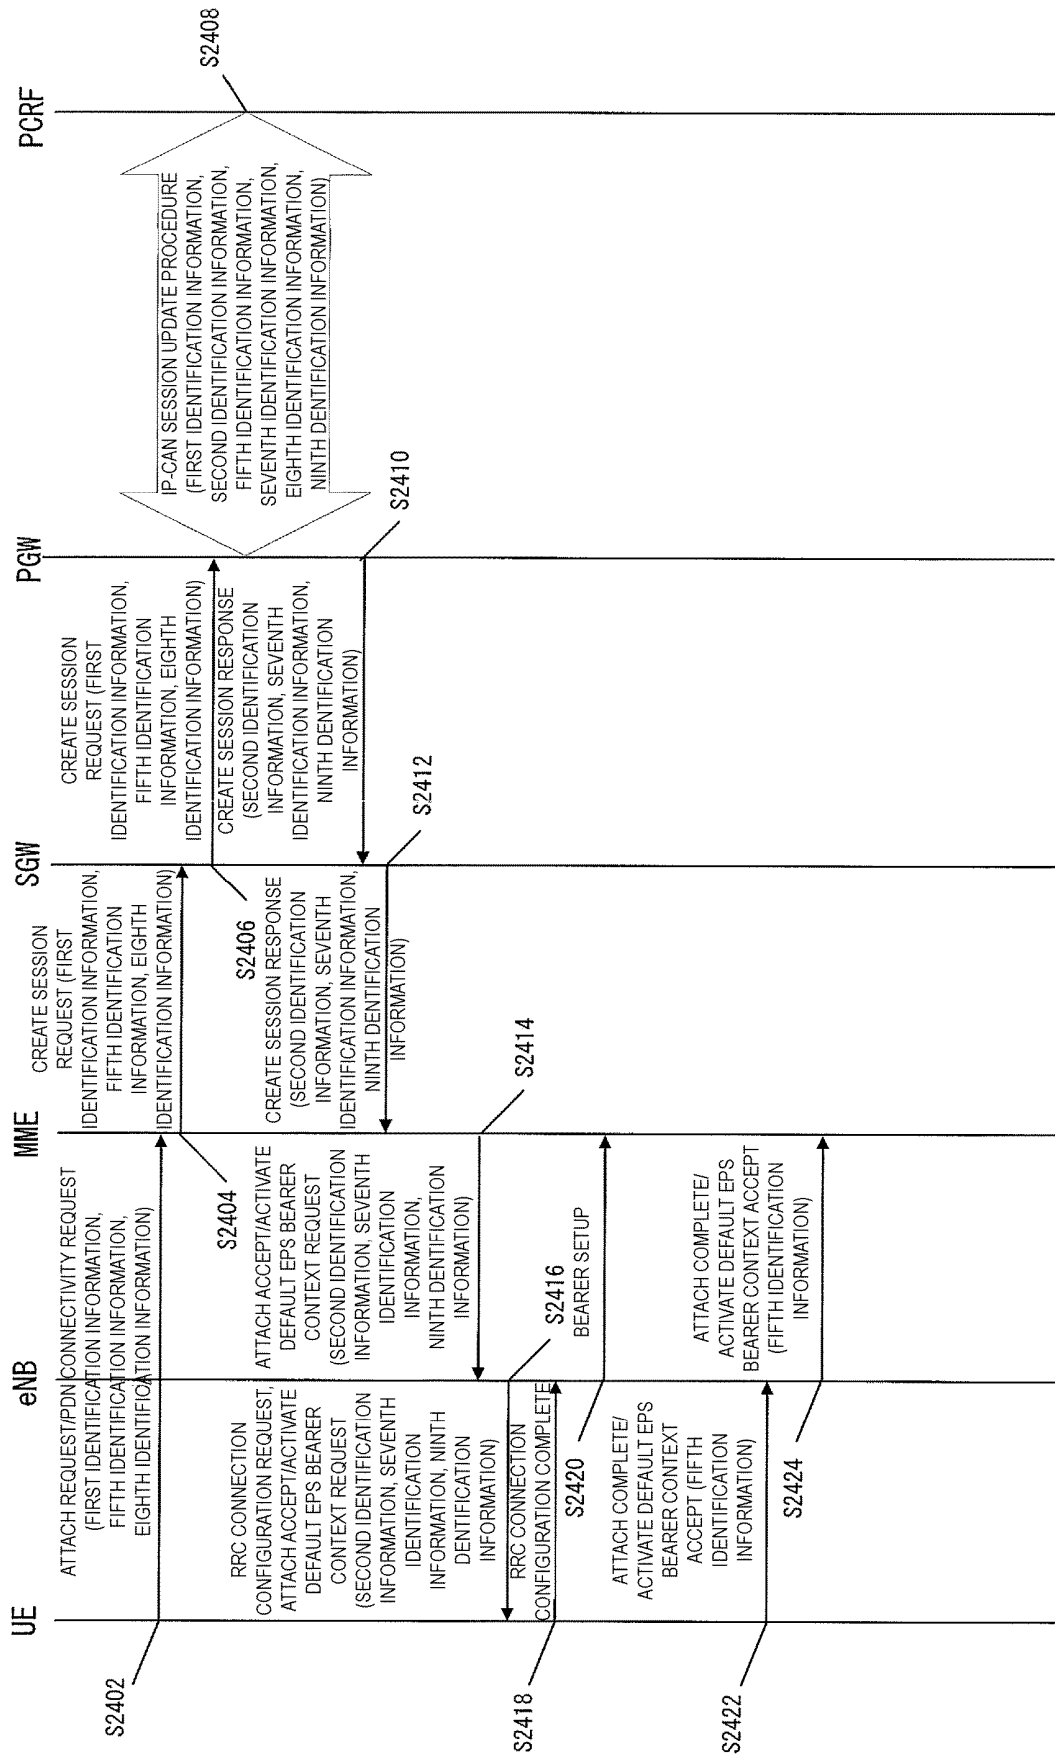 UE
eNB
MME
SGW
PGW
PCRF
S2402
ATTACH REQUEST/PDN CONNECTIVITY REQUEST
(FIRST IDENTIFICATION INFORMATION,
FIFTH IDENTIFICATION INFORMATION,
EIGHTH IDENTIFICATION INFORMATION)
S2404
CREATE SESSION
REQUEST (FIRST
IDENTIFICATION INFORMATION,
FIFTH IDENTIFICATION
INFORMATION, EIGHTH
IDENTIFICATION INFORMATION)
S2406
CREATE SESSION
REQUEST (FIRST
IDENTIFICATION INFORMATION,
FIFTH IDENTIFICATION
INFORMATION, EIGHTH
IDENTIFICATION INFORMATION)
S2408
IP-CAN SESSION UPDATE PROCEDURE
(FIRST IDENTIFICATION INFORMATION,
SECOND IDENTIFICATION INFORMATION,
FIFTH IDENTIFICATION INFORMATION,
SEVENTH IDENTIFICATION INFORMATION,
EIGHTH IDENTIFICATION INFORMATION,
NINTH DENTIFICATION INFORMATION)
S2410
CREATE SESSION RESPONSE
(SECOND IDENTIFICATION
INFORMATION, SEVENTH
IDENTIFICATION INFORMATION,
NINTH DENTIFICATION
INFORMATION)
S2412
CREATE SESSION RESPONSE
(SECOND IDENTIFICATION
INFORMATION, SEVENTH
IDENTIFICATION INFORMATION,
NINTH DENTIFICATION
INFORMATION)
S2414
ATTACH ACCEPT/ACTIVATE
DEFAULT EPS BEARER
CONTEXT REQUEST
(SECOND IDENTIFICATION
INFORMATION, SEVENTH
IDENTIFICATION
INFORMATION,
NINTH DENTIFICATION
INFORMATION)
S2416
RRC CONNECTION
CONFIGURATION REQUEST,
ATTACH ACCEPT/ACTIVATE
DEFAULT EPS BEARER
CONTEXT REQUEST
(SECOND IDENTIFICATION
INFORMATION, SEVENTH
IDENTIFICATION
INFORMATION, NINTH
DENTIFICATION
INFORMATION)
S2418
RRC CONNECTION
CONFIGURATION COMPLETE
S2420
BEARER SETUP
S2422
ATTACH COMPLETE/
ACTIVATE DEFAULT EPS
BEARER CONTEXT
ACCEPT (FIFTH
IDENTIFICATION
INFORMATION)
S2424
ATTACH COMPLETE/
ACTIVATE DEFAULT EPS
BEARER CONTEXT ACCEPT
(FIFTH IDENTIFICATION
INFORMATION)